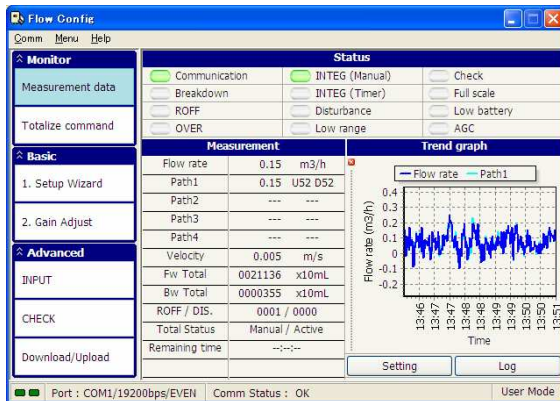 Flow Config
Comm Menu Help
Monitor
Measurement data
Totalize command
Basic
1. Setup Wizard
2. Gain Adjust
Advanced
INPUT
CHECK
Download/Upload
Status
Communication INTEG (Manual) Check
Breakdown INTEG (Timer) Full scale
ROFF Disturbance Low battery
OVER Low range AGC
Measurement
Flow rate 0.15 m3/h
Path1 0.15 U52 D52
Path2 --- ---
Path3 --- ---
Path4 --- ---
Velocity 0.005 m/s
Fw Total 0021136 x10mL
Bw Total 0000355 x10mL
ROFF / DIS. 0001 / 0000
Total Status Manual / Active
Remaining time --:--:--
Trend graph
Flow rate Path1
Flow rate (m3/h)
0.4
0.3
0.2
0.1
0
-0.1
-0.2
13:46 13:47 13:47 13:48 13:48 13:49 13:49 13:50 13:50 13:51
Time
Setting Log
Port : COM1/19200bps/EVEN Comm Status : OK User Mode